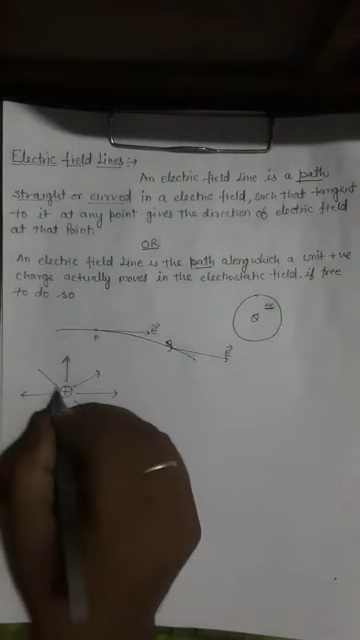 Electric field Lines :→
An electric field Line is a path
straight or curved in a electric field, such that tangent
to it at any point gives the direction of electric field
at that Point.
OR
An electric field Line is the path along which a unit +ve
charge actually moves in the electrostatic field. if free
to do -so
E
P
Q
E
+